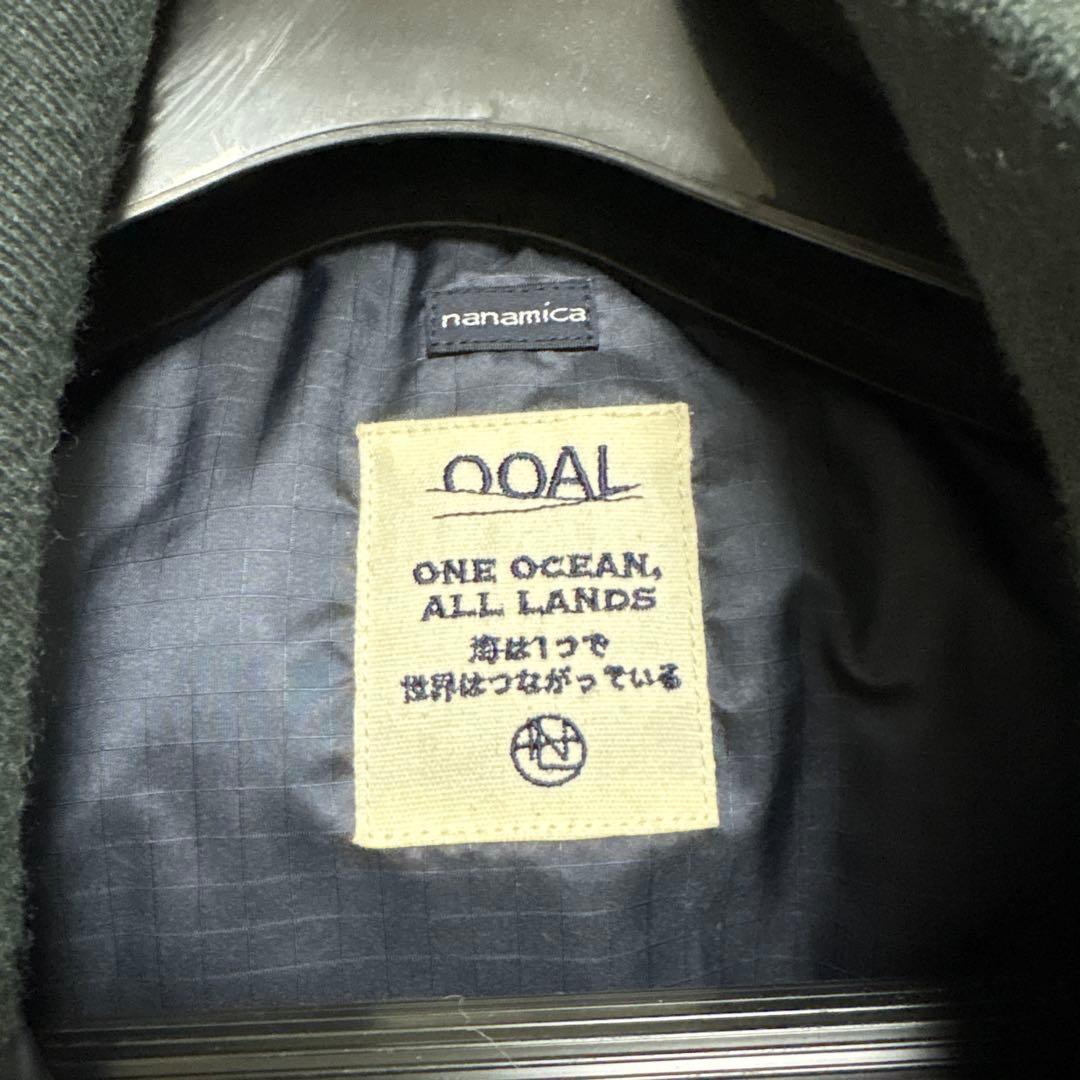 nanamica
OOAL
ONE OCEAN,
ALL LANDS
海は1つで
世界はつながっている